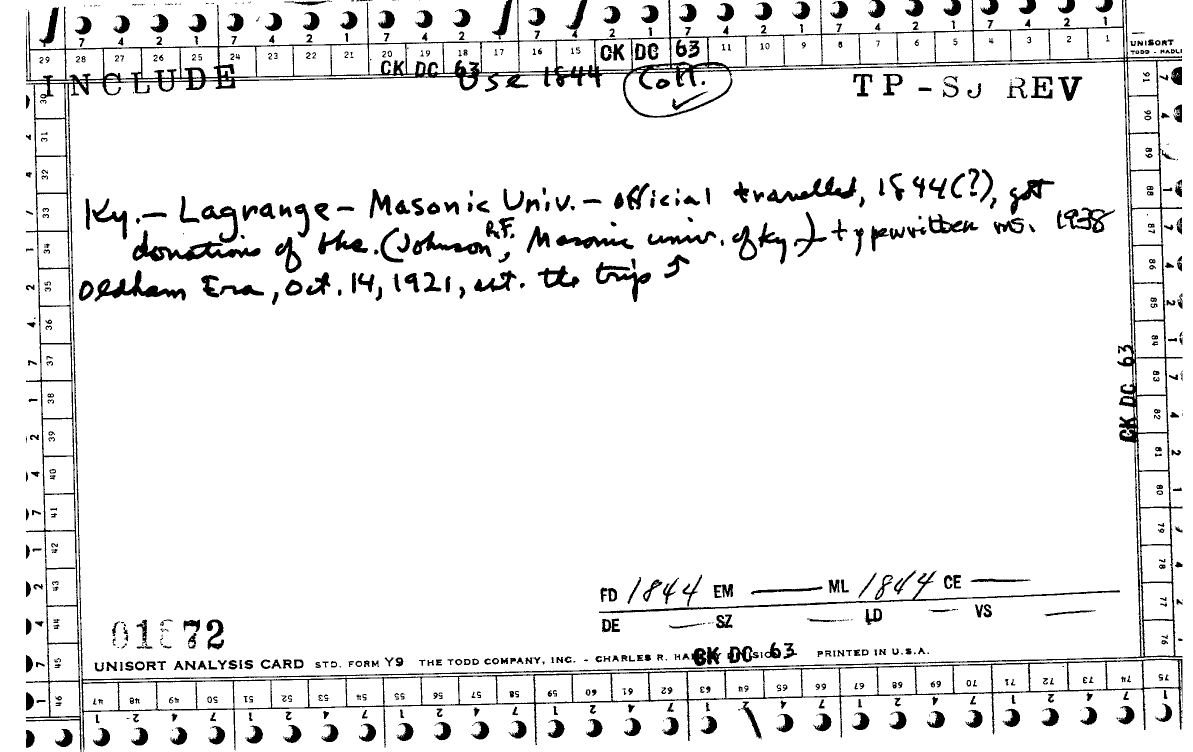 7 4 2 1 7 4 2 7 2 1 7 4 2 1 7 4 2 1 7 4 2 1
29 28 27 26 25 24 23 22 21 20 19 18 17 16 15 CK DC 63 11 10 9 8 7 6 5 4 3 2 1 UNISORT
CK DC 63
INCLUDE Use 1844 Coll. ✓ TP-SJ REV
Ky.— Lagrange — Masonic Univ. — official travelled, 1844(?), got
donations of bks. (Johnson, R.F., Masonic univ. of Ky.) typewritten ms. 1938
Oldham Era, Oct. 14, 1921, est. the trip ↑
30 31 32 33 34 35 36 37 38 39 40 41 42 43 44 45 46
91 90 89 88 87 86 85 84 83 82 81 80 79 78 77 76 75
CK DC 63
FD 1844 EM — ML 1844 CE —
DE — SZ — LD — VS —
01872
UNISORT ANALYSIS CARD STD. FORM Y9 THE TODD COMPANY, INC. - CHARLES R. CK DC 63 PRINTED IN U.S.A.
47 48 49 50 51 52 53 54 55 56 57 58 59 60 61 62 63 64 65 66 67 68 69 70 71 72 73 74